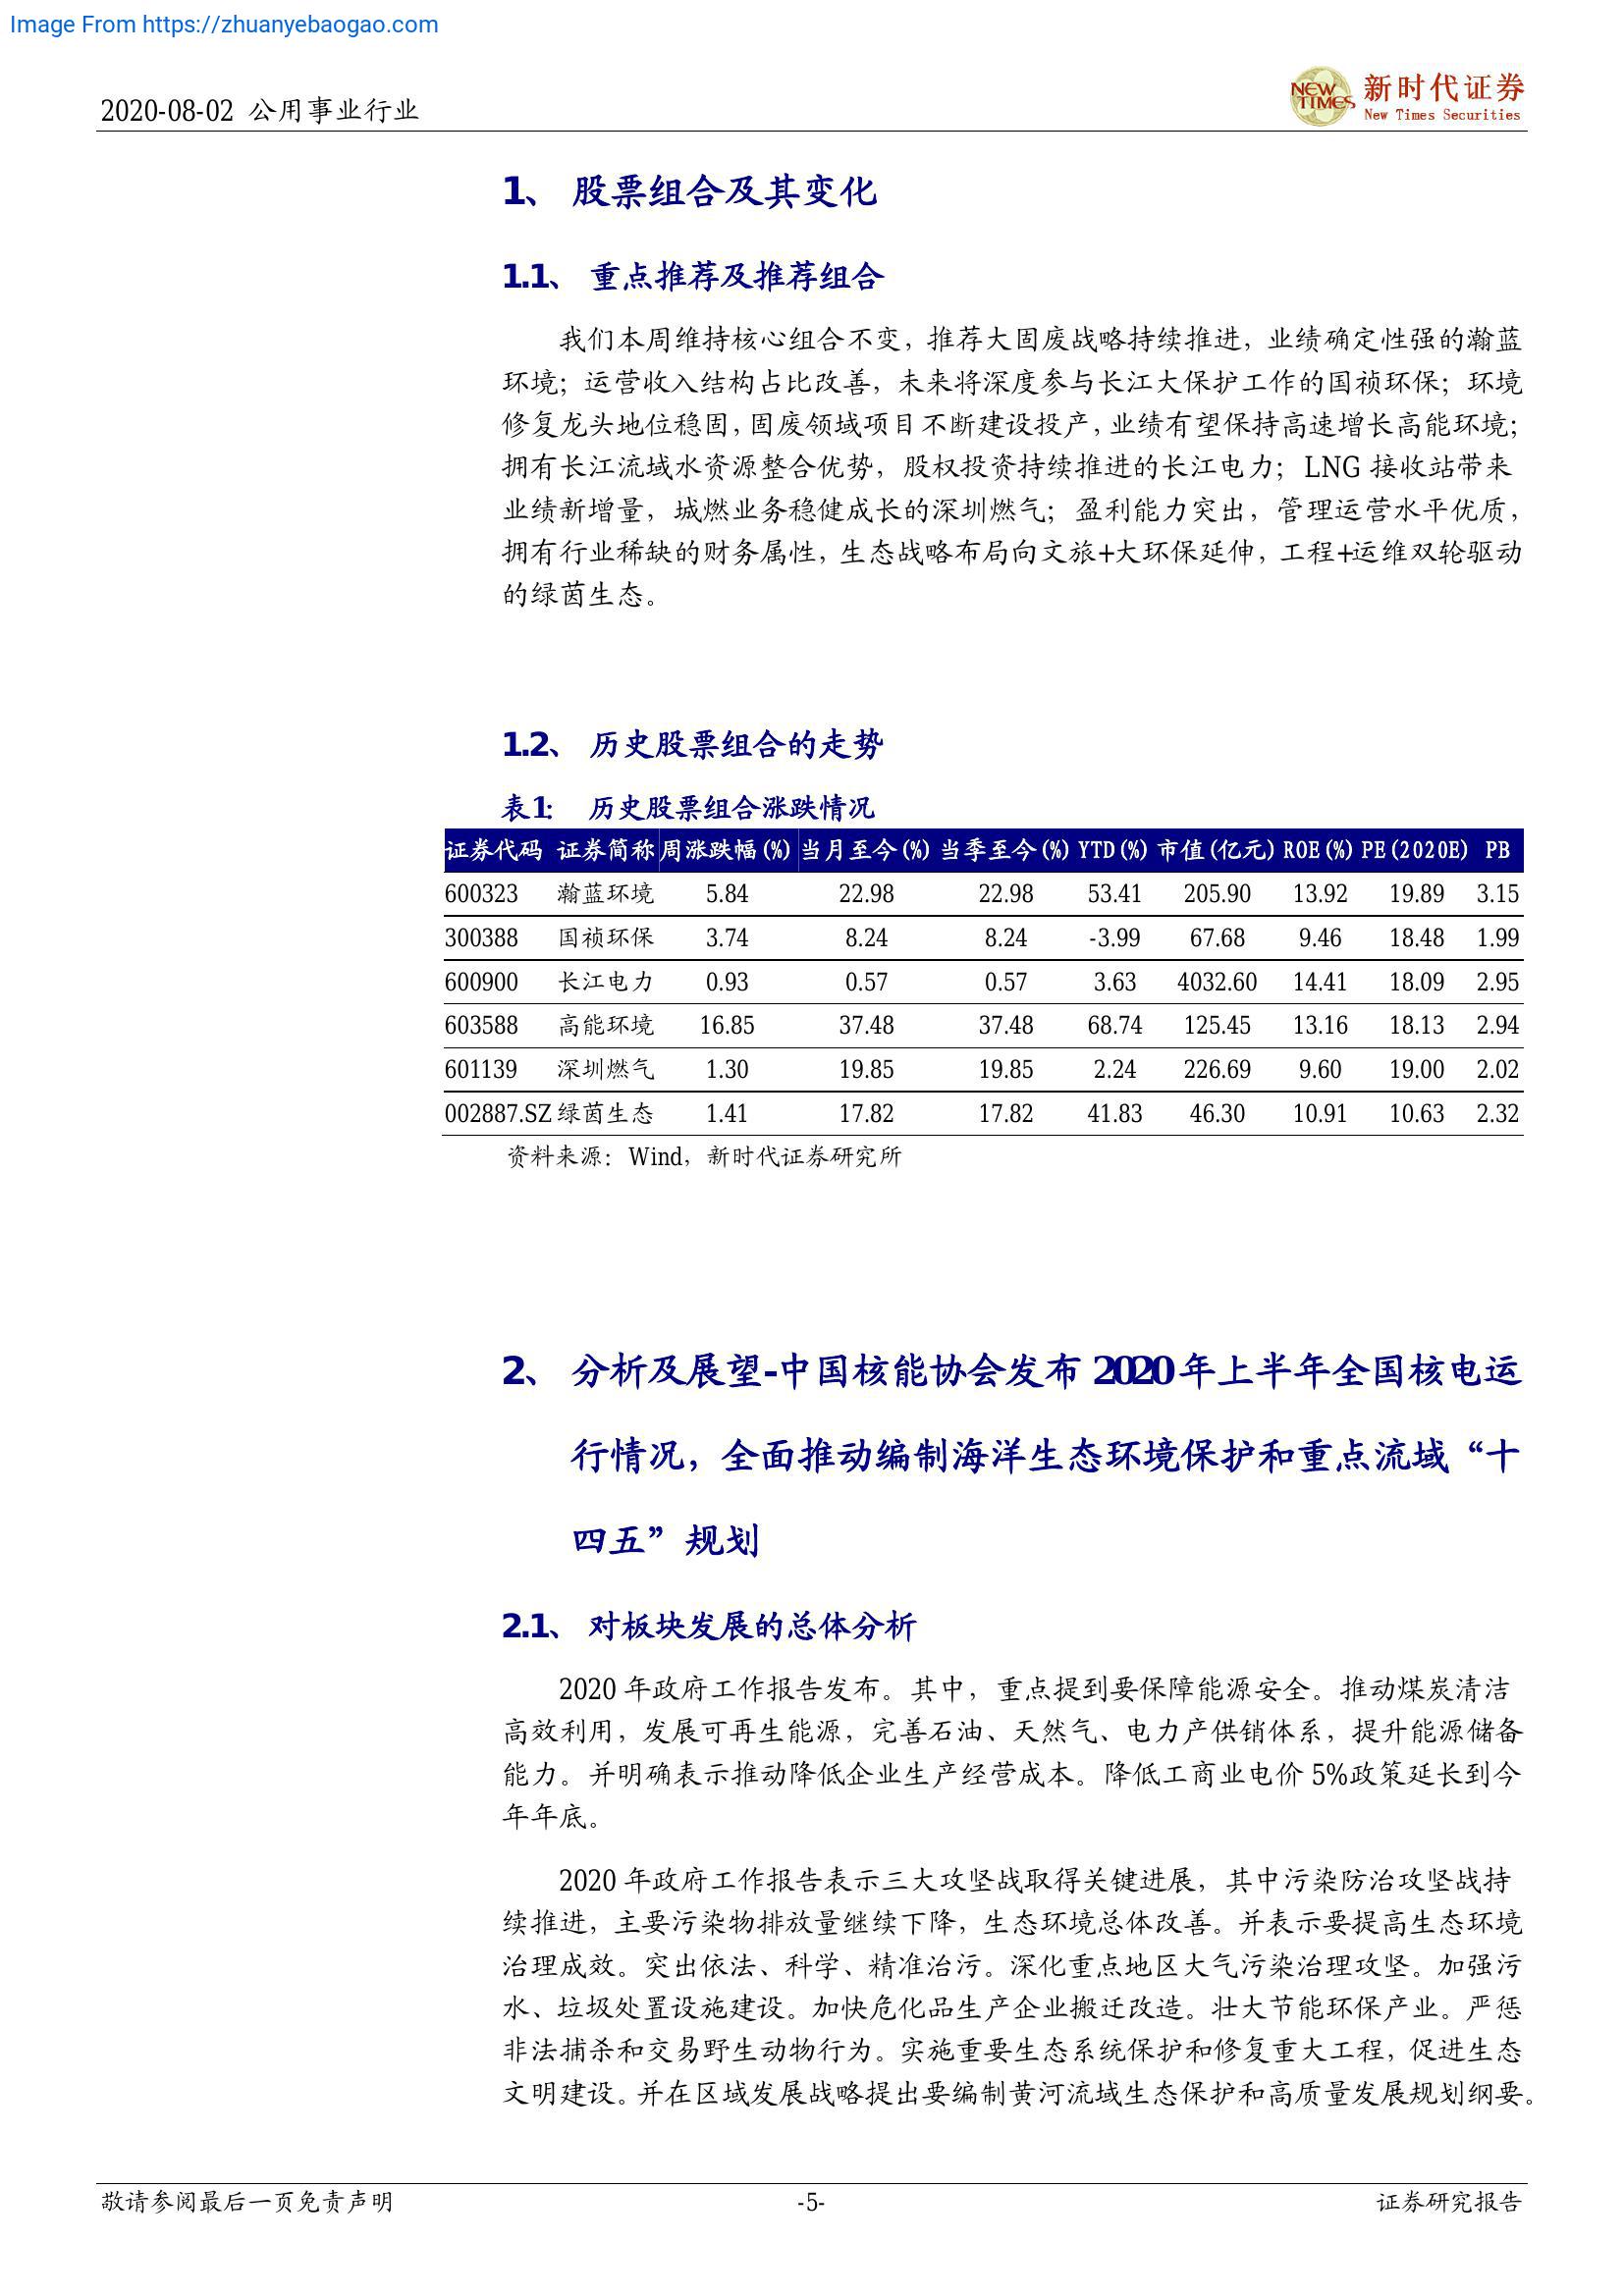 Image From https://zhuanyebaogao.com
2020-08-02 公用事业行业
NEW TIMES
新时代证券
New Times Securities
1、 股票组合及其变化
1.1、 重点推荐及推荐组合
我们本周维持核心组合不变，推荐大固废战略持续推进，业绩确定性强的瀚蓝
环境；运营收入结构占比改善，未来将深度参与长江大保护工作的国祯环保；环境
修复龙头地位稳固，固废领域项目不断建设投产，业绩有望保持高速增长高能环境；
拥有长江流域水资源整合优势，股权投资持续推进的长江电力；LNG 接收站带来
业绩新增量，城燃业务稳健成长的深圳燃气；盈利能力突出，管理运营水平优质，
拥有行业稀缺的财务属性，生态战略布局向文旅+大环保延伸，工程+运维双轮驱动
的绿茵生态。
1.2、 历史股票组合的走势
表1： 历史股票组合涨跌情况
证券代码 证券简称 周涨跌幅(%) 当月至今(%) 当季至今(%) YTD(%) 市值(亿元) ROE(%) PE(2020E) PB
600323 瀚蓝环境 5.84 22.98 22.98 53.41 205.90 13.92 19.89 3.15
300388 国祯环保 3.74 8.24 8.24 -3.99 67.68 9.46 18.48 1.99
600900 长江电力 0.93 0.57 0.57 3.63 4032.60 14.41 18.09 2.95
603588 高能环境 16.85 37.48 37.48 68.74 125.45 13.16 18.13 2.94
601139 深圳燃气 1.30 19.85 19.85 2.24 226.69 9.60 19.00 2.02
002887.SZ 绿茵生态 1.41 17.82 17.82 41.83 46.30 10.91 10.63 2.32
资料来源：Wind，新时代证券研究所
2、 分析及展望-中国核能协会发布 2020 年上半年全国核电运
行情况，全面推动编制海洋生态环境保护和重点流域“十
四五”规划
2.1、 对板块发展的总体分析
2020 年政府工作报告发布。其中，重点提到要保障能源安全。推动煤炭清洁
高效利用，发展可再生能源，完善石油、天然气、电力产供销体系，提升能源储备
能力。并明确表示推动降低企业生产经营成本。降低工商业电价 5%政策延长到今
年年底。
2020 年政府工作报告表示三大攻坚战取得关键进展，其中污染防治攻坚战持
续推进，主要污染物排放量继续下降，生态环境总体改善。并表示要提高生态环境
治理成效。突出依法、科学、精准治污。深化重点地区大气污染治理攻坚。加强污
水、垃圾处置设施建设。加快危化品生产企业搬迁改造。壮大节能环保产业。严惩
非法捕杀和交易野生动物行为。实施重要生态系统保护和修复重大工程，促进生态
文明建设。并在区域发展战略提出要编制黄河流域生态保护和高质量发展规划纲要。
敬请参阅最后一页免责声明 -5- 证券研究报告